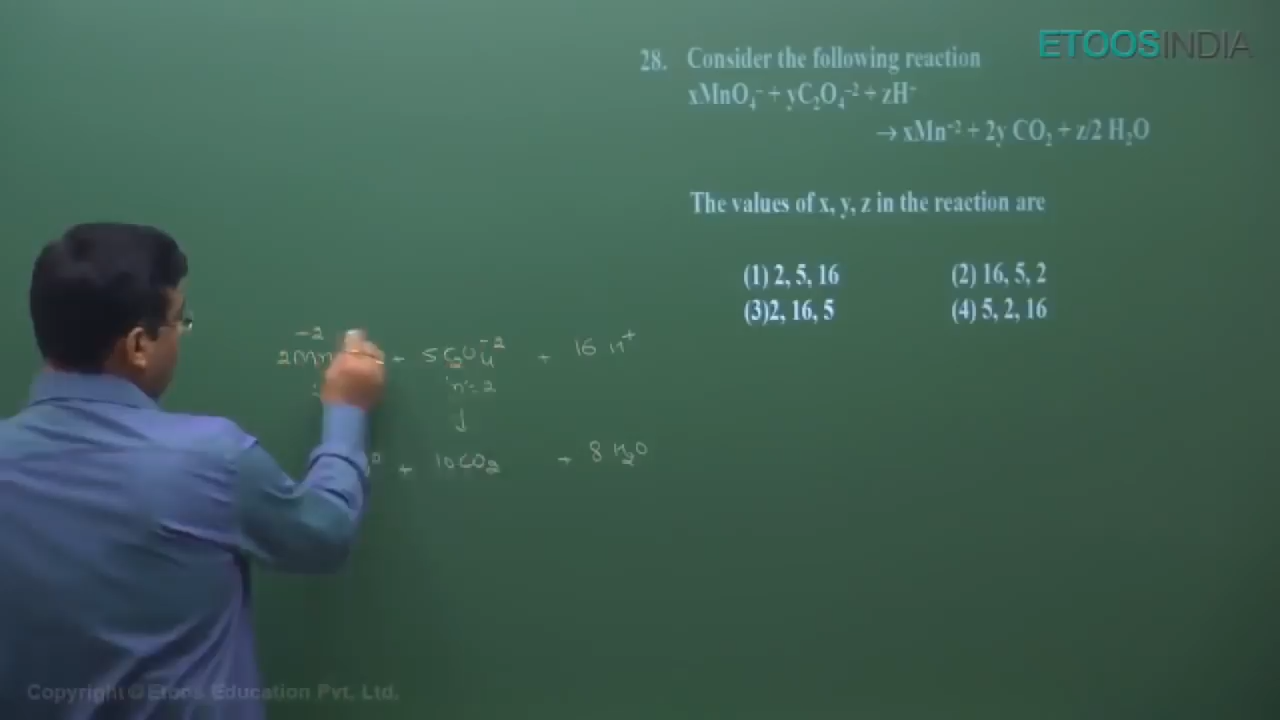 ETOOSINDIA
28. Consider the following reaction
xMnO₄⁻ + yC₂O₄⁻² + zH⁺
→ xMn⁺² + 2y CO₂ + z/2 H₂O
The values of x, y, z in the reaction are
(1) 2, 5, 16 (2) 16, 5, 2
(3)2, 16, 5 (4) 5, 2, 16
-2
2Mn + 5C₂O₄⁻² + 16 H⁺
'n'= 2
↓
+ 10CO₂ + 8 H₂O
Copyright © Etoos Education Pvt. Ltd.